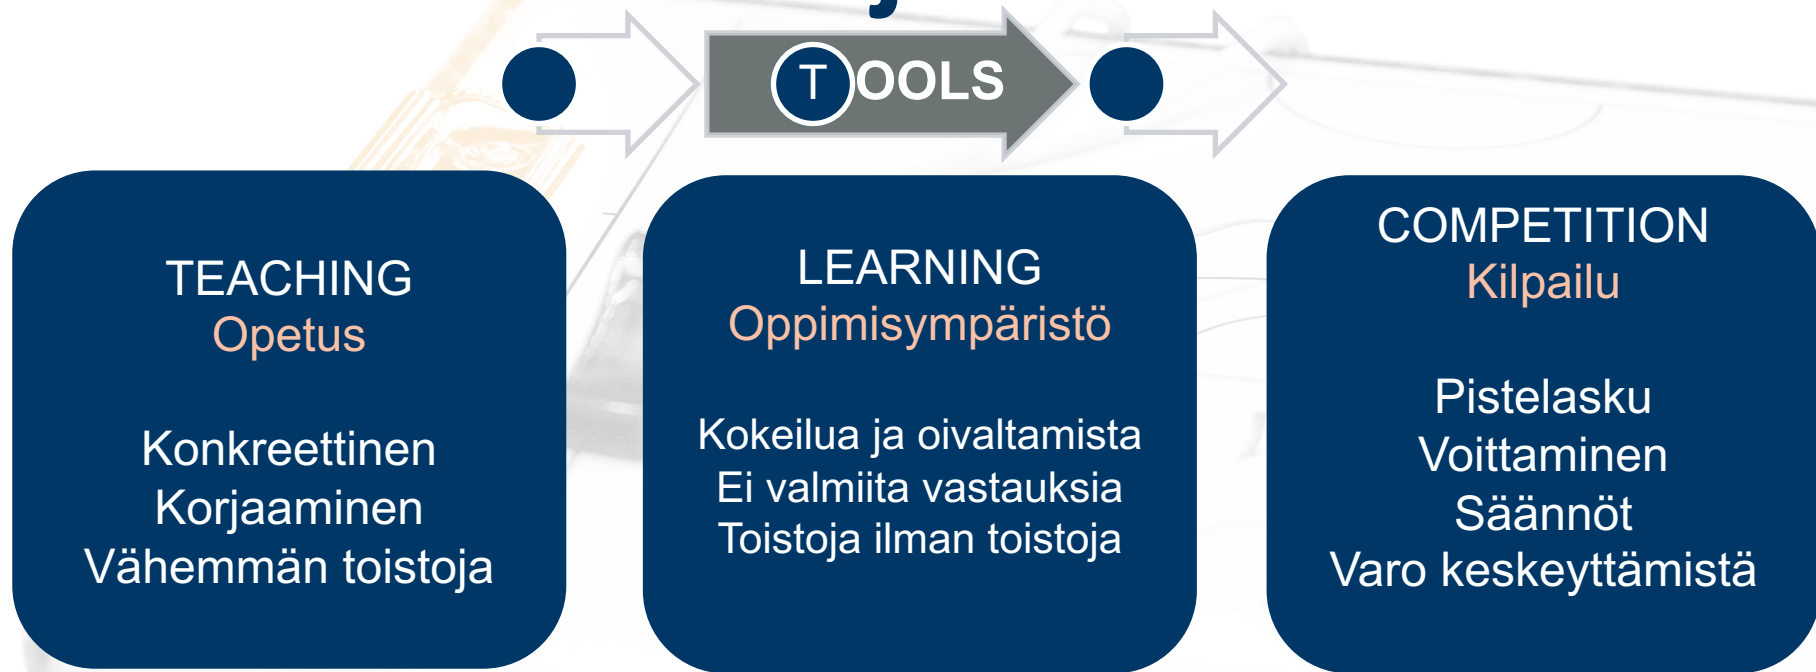 TOOLS
TEACHING
Opetus
Konkreettinen
Korjaaminen
Vähemmän toistoja
LEARNING
Oppimisympäristö
Kokeilua ja oivaltamista
Ei valmiita vastauksia
Toistoja ilman toistoja
COMPETITION
Kilpailu
Pistelasku
Voittaminen
Säännöt
Varo keskeyttämistä